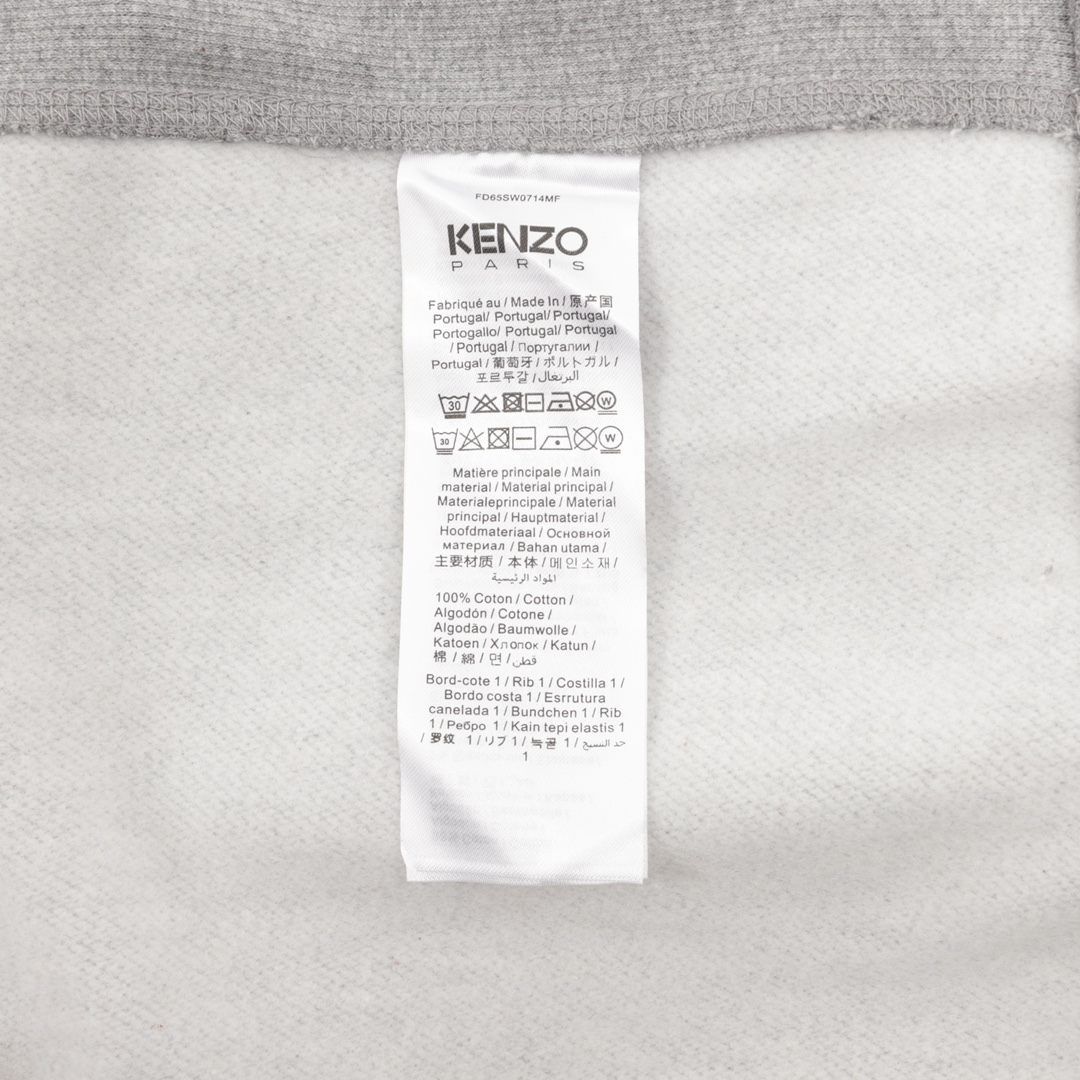 FD65SW0714MF
KENZO
PARIS
Fabriqué au / Made In / 原产国
Portugal/ Portugal/ Portugal/
Portogallo/ Portugal/ Portugal
/ Portugal / Португалии /
Portugal / 葡萄牙 / ポルトガル /
포르투갈 / البرتغال
30 W
30 W
Matière principale / Main
material / Material principal /
Materialeprincipale / Material
principal / Hauptmaterial /
Hoofdmateriaal / Основной
материал / Bahan utama /
主要材质 / 本体 / 메인소재 /
المواد الرئيسية
100% Coton / Cotton /
Algodón / Cotone /
Algodão / Baumwolle /
Katoen / Хлопок / Katun /
棉 / 綿 / 면 / قطن
Bord-cote 1 / Rib 1 / Costilla 1 /
Bordo costa 1 / Esrrutura
canelada 1 / Bundchen 1 / Rib
1 / Ребро 1 / Kain tepi elastis 1
/ 罗纹 1 / リブ 1 / 늑골 1 / حد النسيج
1